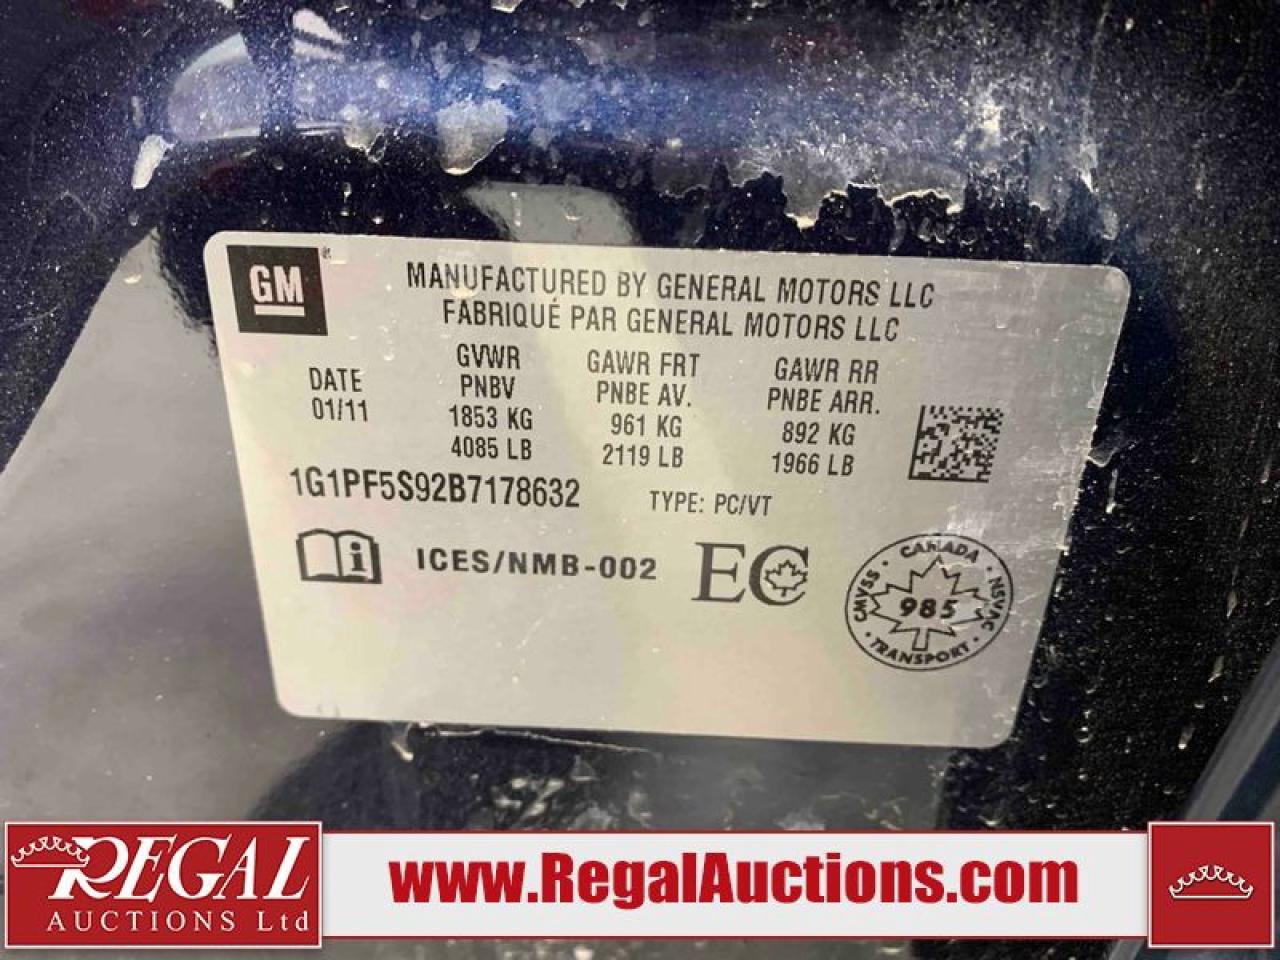 GM
MANUFACTURED BY GENERAL MOTORS LLC
FABRIQUÉ PAR GENERAL MOTORS LLC
DATE
01/11
GVWR
PNBV
1853 KG
4085 LB
GAWR FRT
PNBE AV.
961 KG
2119 LB
GAWR RR
PNBE ARR.
892 KG
1966 LB
1G1PF5S92B7178632
TYPE: PC/VT
i
ICES/NMB-002
EC
CANADA
CMVSS · NSVAC
985
TRANSPORT
REGAL
AUCTIONS Ltd
www.RegalAuctions.com